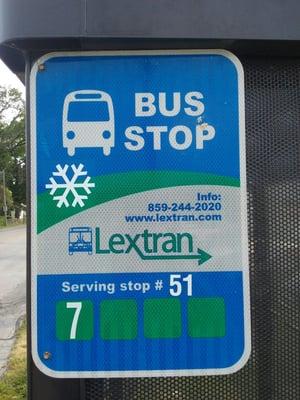 BUS
STOP
Info:
859-244-2020
www.lextran.com
Lextran
Serving stop # 51
7